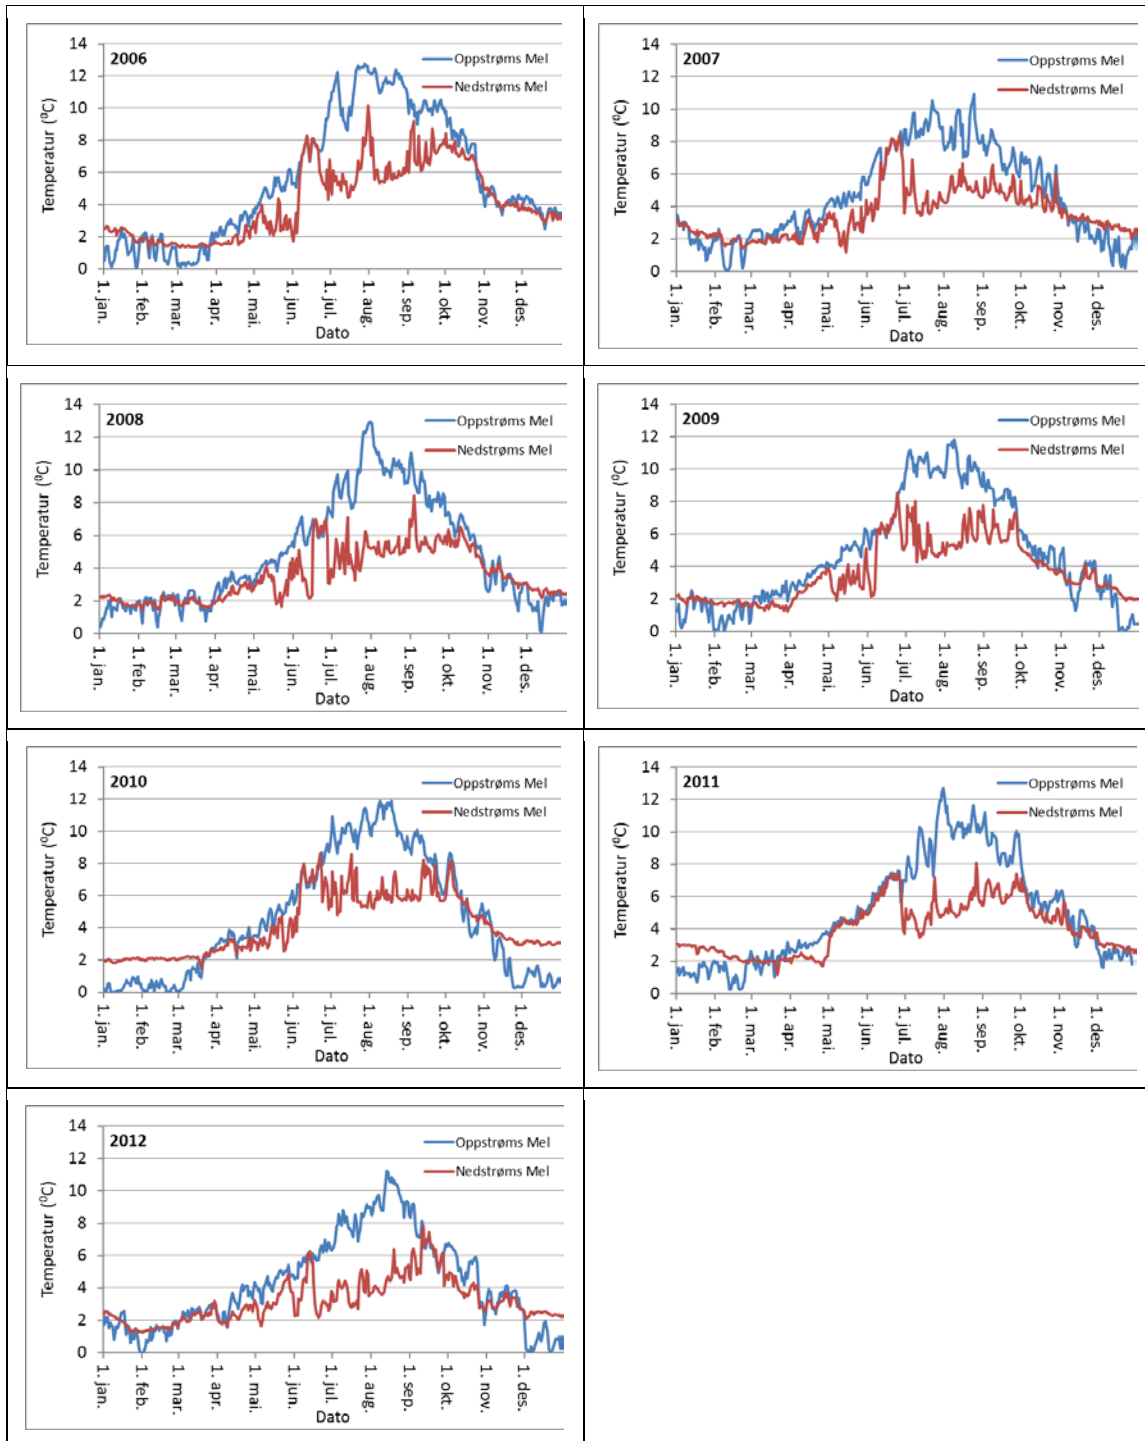 2006
Oppstrøms Mel
Nedstrøms Mel
Temperatur (⁰C)
14
12
10
8
6
4
2
0
1. jan.
1. feb.
1. mar.
1. apr.
1. mai.
1. jun.
1. jul.
1. aug.
1. sep.
1. okt.
1. nov.
1. des.
Dato
2007
Oppstrøms Mel
Nedstrøms Mel
Temperatur (⁰C)
14
12
10
8
6
4
2
0
1. jan.
1. feb.
1. mar.
1. apr.
1. mai.
1. jun.
1. jul.
1. aug.
1. sep.
1. okt.
1. nov.
1. des.
Dato
2008
Oppstrøms Mel
Nedstrøms Mel
Temperatur (⁰C)
14
12
10
8
6
4
2
0
1. jan.
1. feb.
1. mar.
1. apr.
1. mai.
1. jun.
1. jul.
1. aug.
1. sep.
1. okt.
1. nov.
1. des.
Dato
2009
Oppstrøms Mel
Nedstrøms Mel
Temperatur (⁰C)
14
12
10
8
6
4
2
0
1. jan.
1. feb.
1. mar.
1. apr.
1. mai.
1. jun.
1. jul.
1. aug.
1. sep.
1. okt.
1. nov.
1. des.
Dato
2010
Oppstrøms Mel
Nedstrøms Mel
Temperatur (⁰C)
14
12
10
8
6
4
2
0
1. jan.
1. feb.
1. mar.
1. apr.
1. mai.
1. jun.
1. jul.
1. aug.
1. sep.
1. okt.
1. nov.
1. des.
Dato
2011
Oppstrøms Mel
Nedstrøms Mel
Temperatur (⁰C)
14
12
10
8
6
4
2
0
1. jan.
1. feb.
1. mar.
1. apr.
1. mai.
1. jun.
1. jul.
1. aug.
1. sep.
1. okt.
1. nov.
1. des.
Dato
2012
Oppstrøms Mel
Nedstrøms Mel
Temperatur (⁰C)
14
12
10
8
6
4
2
0
1. jan.
1. feb.
1. mar.
1. apr.
1. mai.
1. jun.
1. jul.
1. aug.
1. sep.
1. okt.
1. nov.
1. des.
Dato